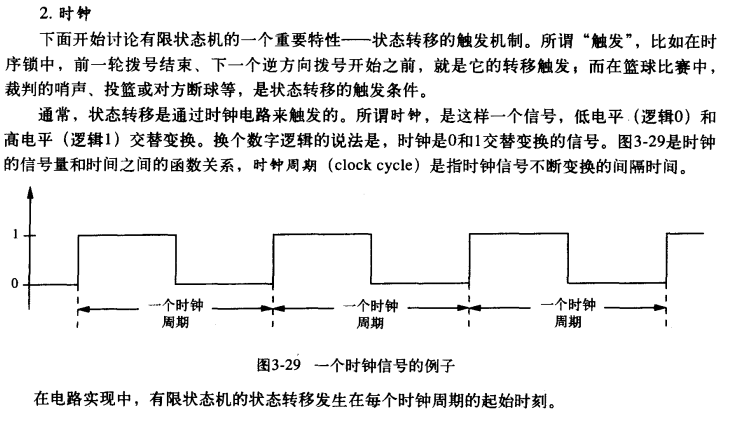 2. 时钟
下面开始讨论有限状态机的一个重要特性——状态转移的触发机制。所谓“触发”，比如在时
序锁中，前一轮拨号结束、下一个逆方向拨号开始之前，就是它的转移触发；而在篮球比赛中，
裁判的哨声、投篮或对方断球等，是状态转移的触发条件。
通常，状态转移是通过时钟电路来触发的。所谓时钟，是这样一个信号，低电平（逻辑0）和
高电平（逻辑1）交替变换。换个数字逻辑的说法是，时钟是0和1交替变换的信号。图3-29是时钟
的信号量和时间之间的函数关系，时钟周期（clock cycle）是指时钟信号不断变换的间隔时间。
1
0
一个时钟 一个时钟 一个时钟
周期 周期 周期
图3-29 一个时钟信号的例子
在电路实现中，有限状态机的状态转移发生在每个时钟周期的起始时刻。